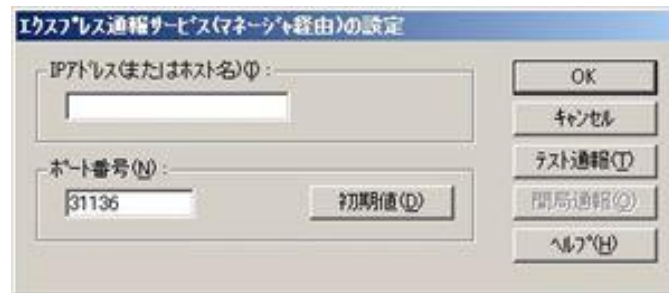 ｴｸｽﾌﾟﾚｽ通報ｻｰﾋﾞｽ(ﾏﾈｰｼﾞｬ経由)の設定
IPｱﾄﾞﾚｽ(またはﾎｽﾄ名)(I) :
OK
ｷｬﾝｾﾙ
ﾎﾟｰﾄ番号(N) :
31136
初期値(D)
ﾃｽﾄ通報(T)
開局通報(O)
ﾍﾙﾌﾟ(H)